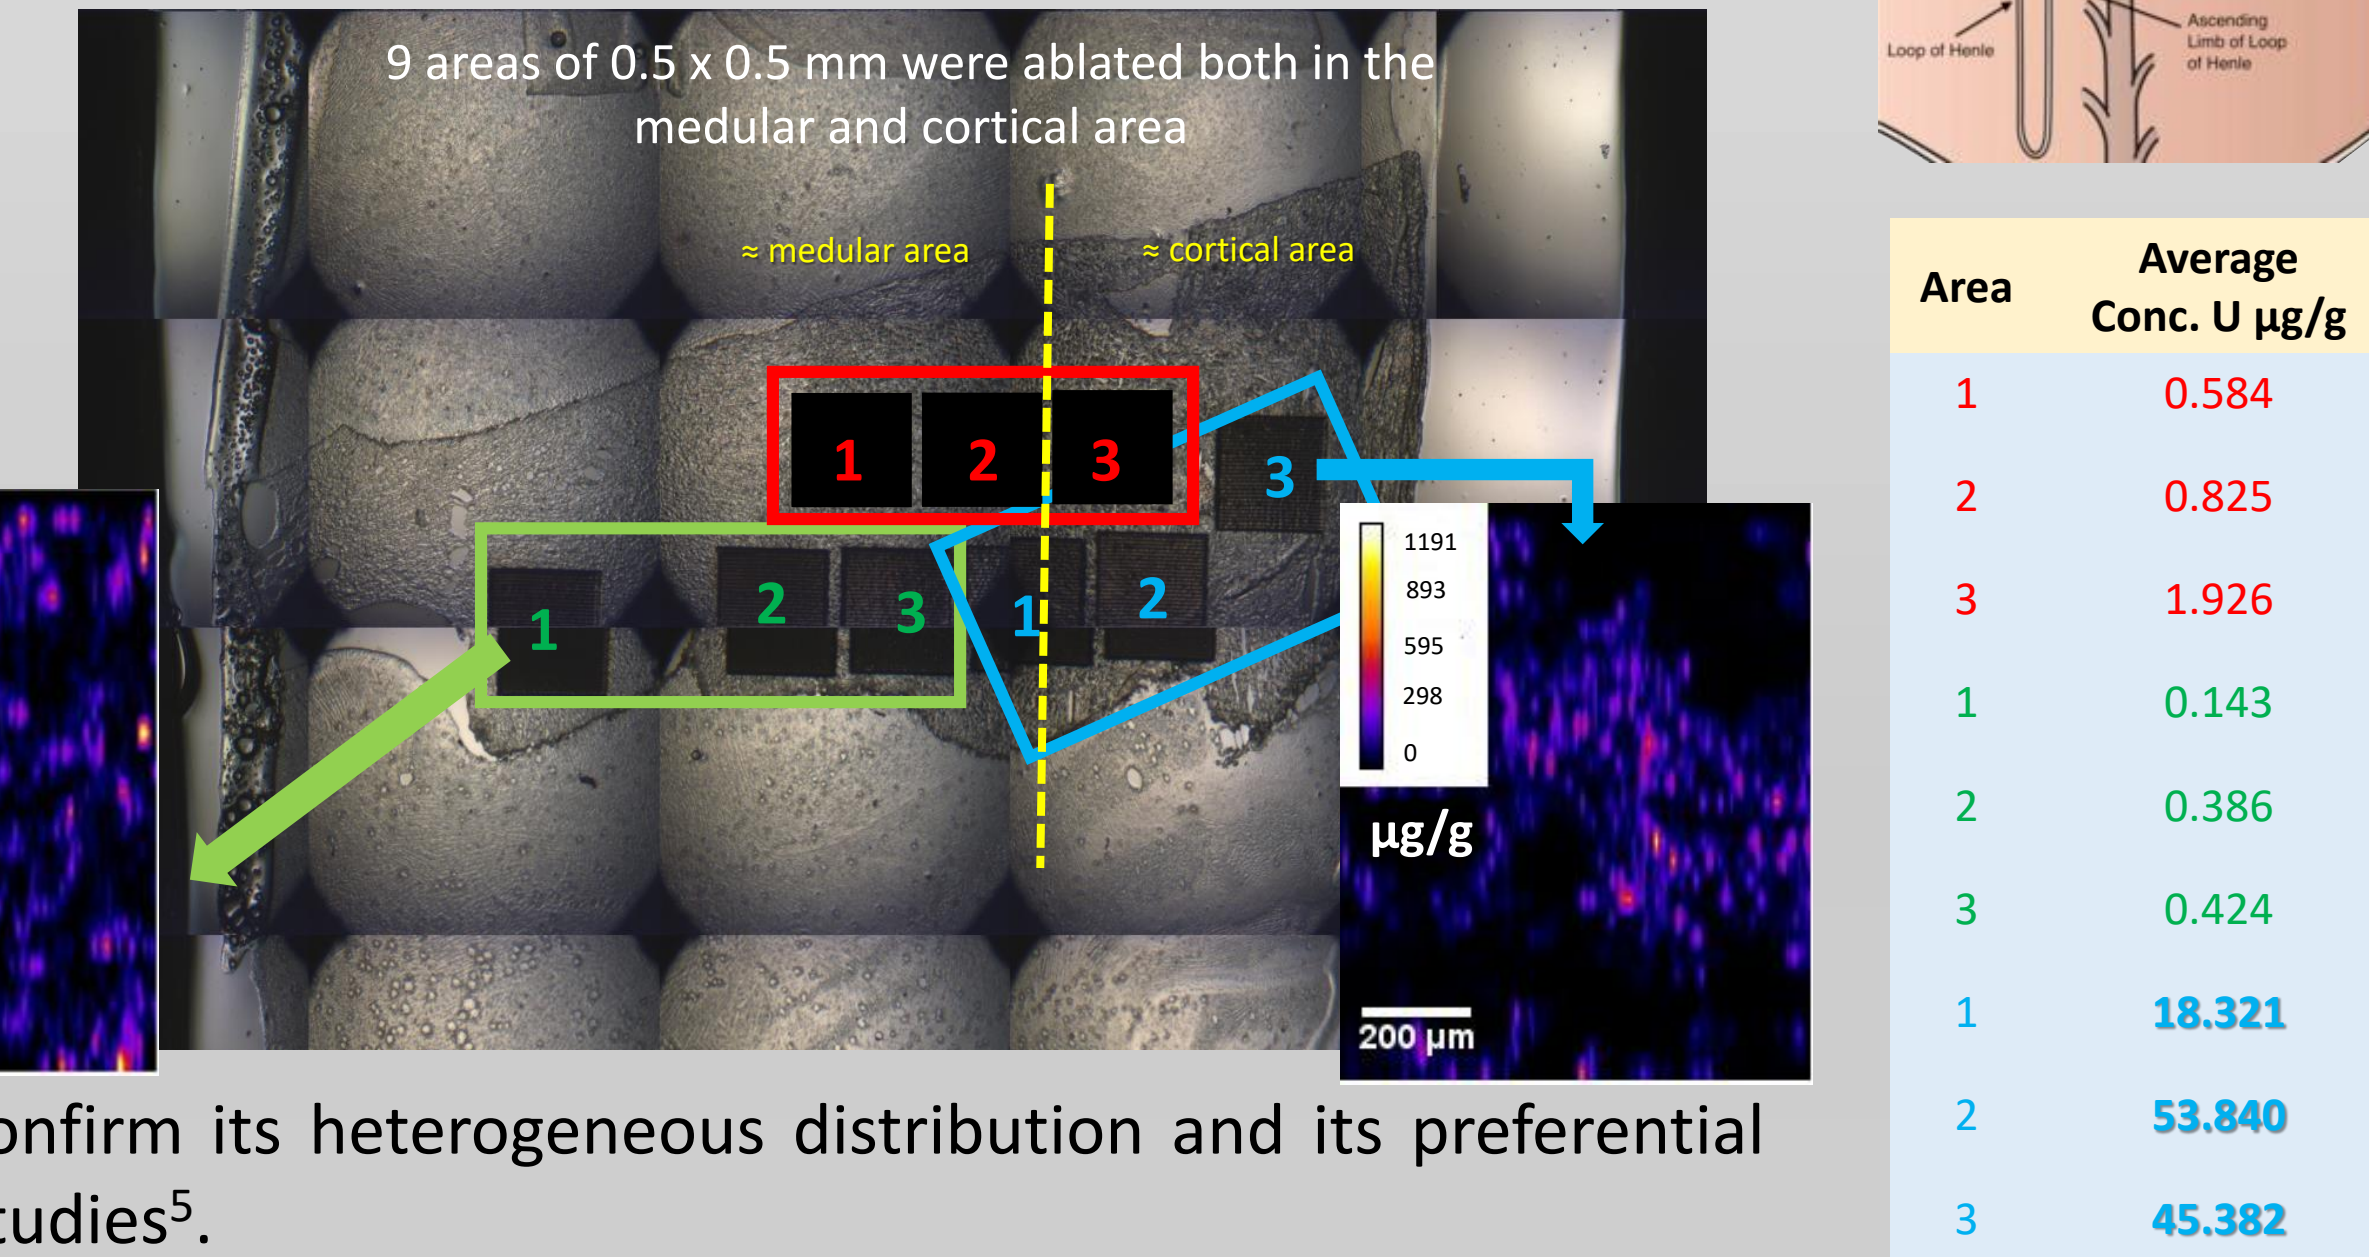 Loop of Henle
Ascending
Limb of Loop
of Henle
9 areas of 0.5 x 0.5 mm were ablated both in the
medular and cortical area
≈ medular area
≈ cortical area
1 2 3
3
1 2 3
1 2
1191
893
595
298
0
µg/g
200 µm
Area Average Conc. U µg/g
1 0.584
2 0.825
3 1.926
1 0.143
2 0.386
3 0.424
1 18.321
2 53.840
3 45.382
onfirm its heterogeneous distribution and its preferential
tudies⁵.